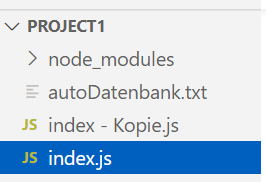 PROJECT1
node_modules
autoDatenbank.txt
JS index - Kopie.js
JS index.js